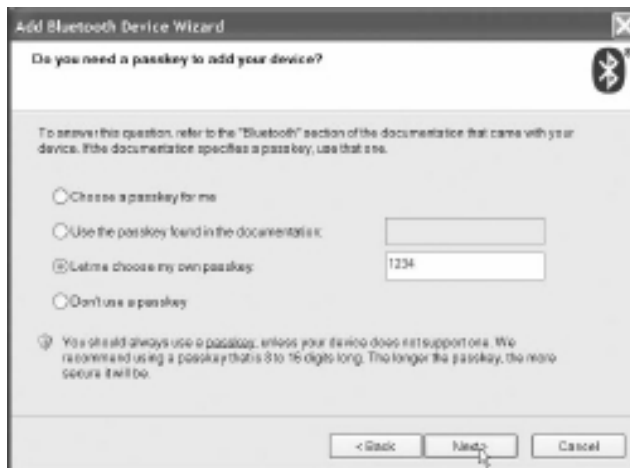 Add Bluetooth Device Wizard
Do you need a passkey to add your device?
To answer this question, refer to the "Bluetooth" section of the documentation that came with your
device. If the documentation specifies a passkey, use that one.
Choose a passkey for me
Use the passkey found in the documentation:
Let me choose my own passkey:
1234
Don't use a passkey
You should always use a passkey, unless your device does not support one. We
recommend using a passkey that is 8 to 16 digits long. The longer the passkey, the more
secure it will be.
< Back
Next >
Cancel